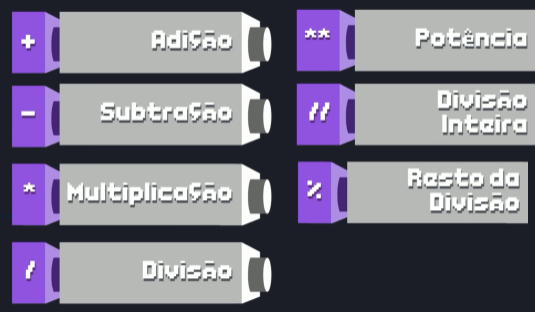 + Adição
- Subtração
* Multiplicação
/ Divisão
** Potência
// Divisão
Inteira
% Resto da
Divisão